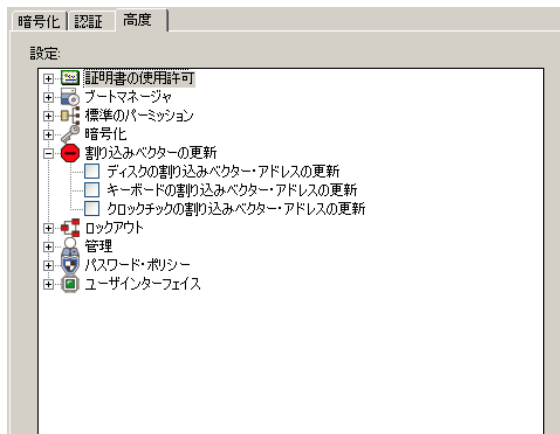 暗号化 認証 高度
設定:
証明書の使用許可
ブートマネージャ
標準のパーミッション
暗号化
割り込みベクターの更新
ディスクの割り込みベクター・アドレスの更新
キーボードの割り込みベクター・アドレスの更新
クロックチックの割り込みベクター・アドレスの更新
ロックアウト
管理
パスワード・ポリシー
ユーザインターフェイス